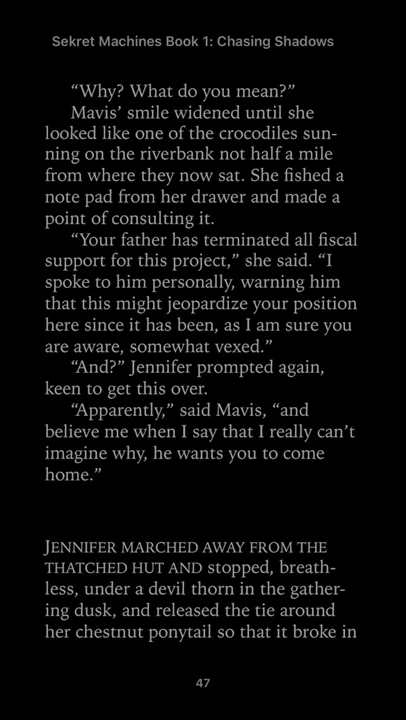 Sekret Machines Book 1: Chasing Shadows
“Why? What do you mean?”
Mavis’ smile widened until she
looked like one of the crocodiles sun-
ning on the riverbank not half a mile
from where they now sat. She fished a
note pad from her drawer and made a
point of consulting it.
“Your father has terminated all fiscal
support for this project,” she said. “I
spoke to him personally, warning him
that this might jeopardize your position
here since it has been, as I am sure you
are aware, somewhat vexed.”
“And?” Jennifer prompted again,
keen to get this over.
“Apparently,” said Mavis, “and
believe me when I say that I really can’t
imagine why, he wants you to come
home.”
JENNIFER MARCHED AWAY FROM THE
THATCHED HUT AND stopped, breath-
less, under a devil thorn in the gather-
ing dusk, and released the tie around
her chestnut ponytail so that it broke in
47